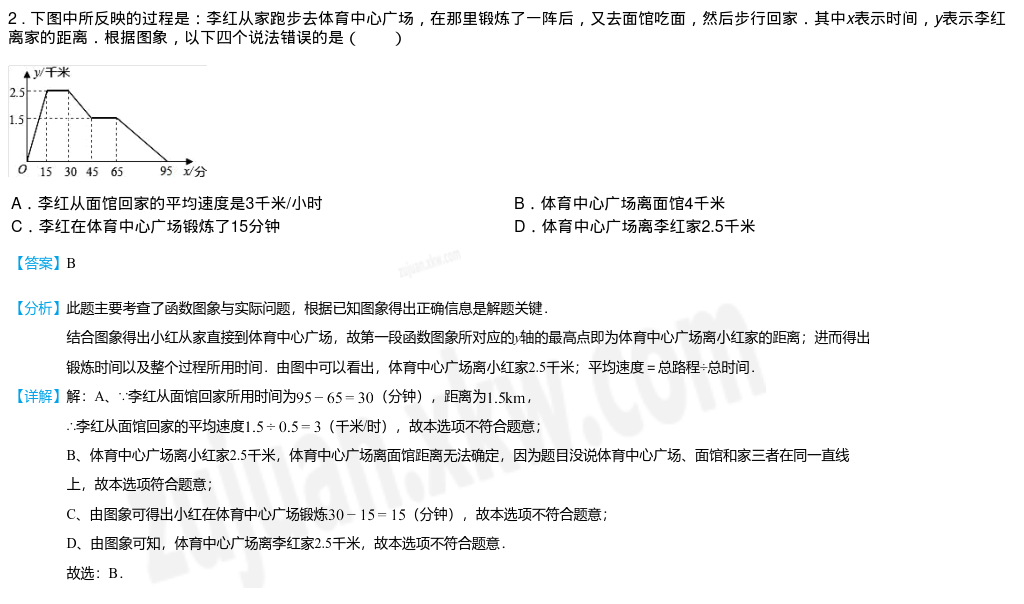 2．下图中所反映的过程是：李红从家跑步去体育中心广场，在那里锻炼了一阵后，又去面馆吃面，然后步行回家．其中x表示时间，y表示李红
离家的距离．根据图象，以下四个说法错误的是（　　）
y/千米
2.5
1.5
O 15 30 45 65 95 x/分
A．李红从面馆回家的平均速度是3千米/小时 B．体育中心广场离面馆4千米
C．李红在体育中心广场锻炼了15分钟 D．体育中心广场离李红家2.5千米
【答案】B
【分析】此题主要考查了函数图象与实际问题，根据已知图象得出正确信息是解题关键．
结合图象得出小红从家直接到体育中心广场，故第一段函数图象所对应的y轴的最高点即为体育中心广场离小红家的距离；进而得出
锻炼时间以及整个过程所用时间．由图中可以看出，体育中心广场离小红家2.5千米；平均速度＝总路程÷总时间．
【详解】解：A、∵李红从面馆回家所用时间为95－65＝30（分钟），距离为1.5km，
∴李红从面馆回家的平均速度1.5÷0.5＝3（千米/时），故本选项不符合题意；
B、体育中心广场离小红家2.5千米，体育中心广场离面馆距离无法确定，因为题目没说体育中心广场、面馆和家三者在同一直线
上，故本选项符合题意；
C、由图象可得出小红在体育中心广场锻炼30－15＝15（分钟），故本选项不符合题意；
D、由图象可知，体育中心广场离李红家2.5千米，故本选项不符合题意．
故选：B．
zujuan.xkw.com
zujuan.xkw.com